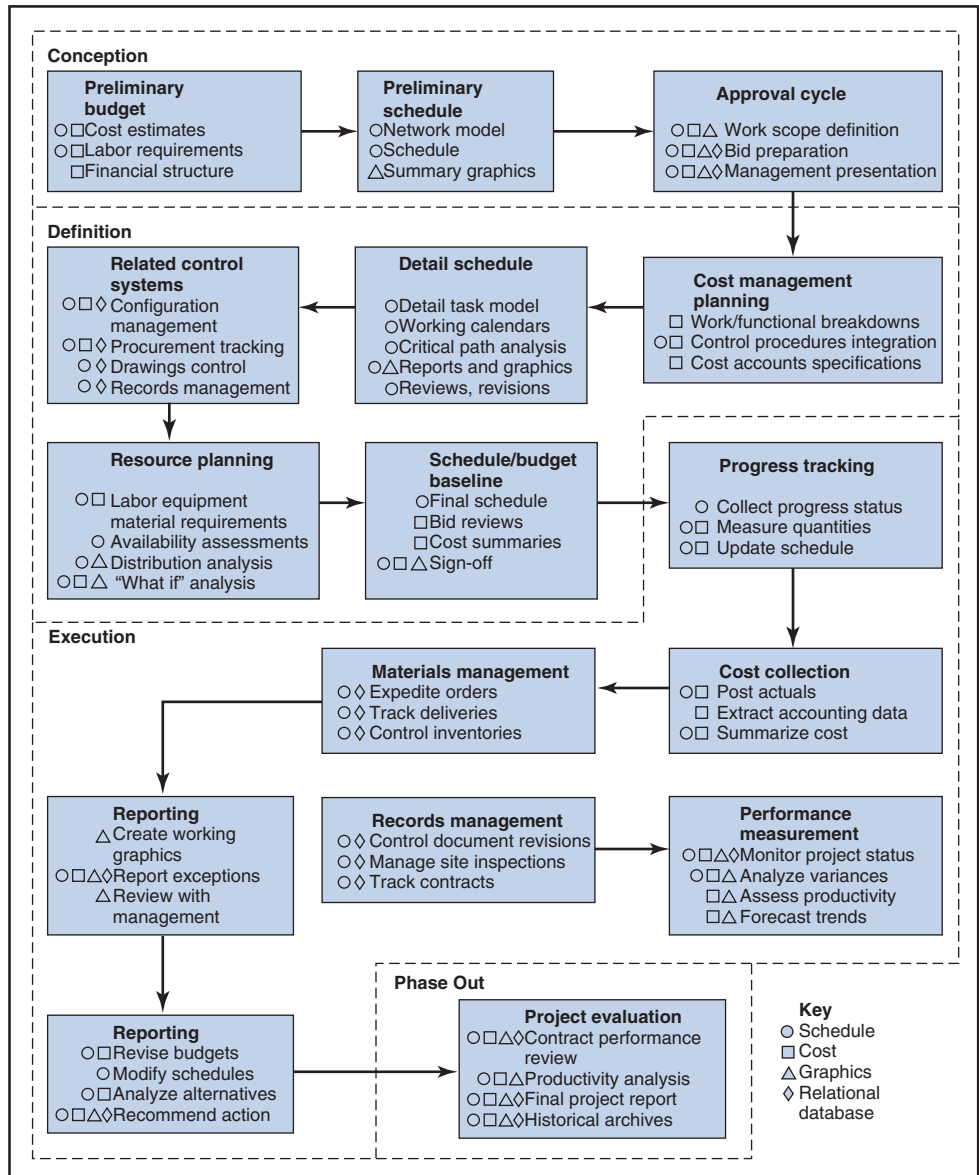 Conception
Preliminary
budget
Cost estimates
Labor requirements
Financial structure
Preliminary
schedule
Network model
Schedule
Summary graphics
Approval cycle
Work scope definition
Bid preparation
Management presentation
Definition
Related control
systems
Configuration
management
Procurement tracking
Drawings control
Records management
Detail schedule
Detail task model
Working calendars
Critical path analysis
Reports and graphics
Reviews, revisions
Cost management
planning
Work/functional breakdowns
Control procedures integration
Cost accounts specifications
Resource planning
Labor equipment
material requirements
Availability assessments
Distribution analysis
“What if” analysis
Schedule/budget
baseline
Final schedule
Bid reviews
Cost summaries
Sign-off
Progress tracking
Collect progress status
Measure quantities
Update schedule
Execution
Materials management
Expedite orders
Track deliveries
Control inventories
Cost collection
Post actuals
Extract accounting data
Summarize cost
Reporting
Create working
graphics
Report exceptions
Review with
management
Records management
Control document revisions
Manage site inspections
Track contracts
Performance
measurement
Monitor project status
Analyze variances
Assess productivity
Forecast trends
Reporting
Revise budgets
Modify schedules
Analyze alternatives
Recommend action
Phase Out
Project evaluation
Contract performance
review
Productivity analysis
Final project report
Historical archives
Key
Schedule
Cost
Graphics
Relational
database